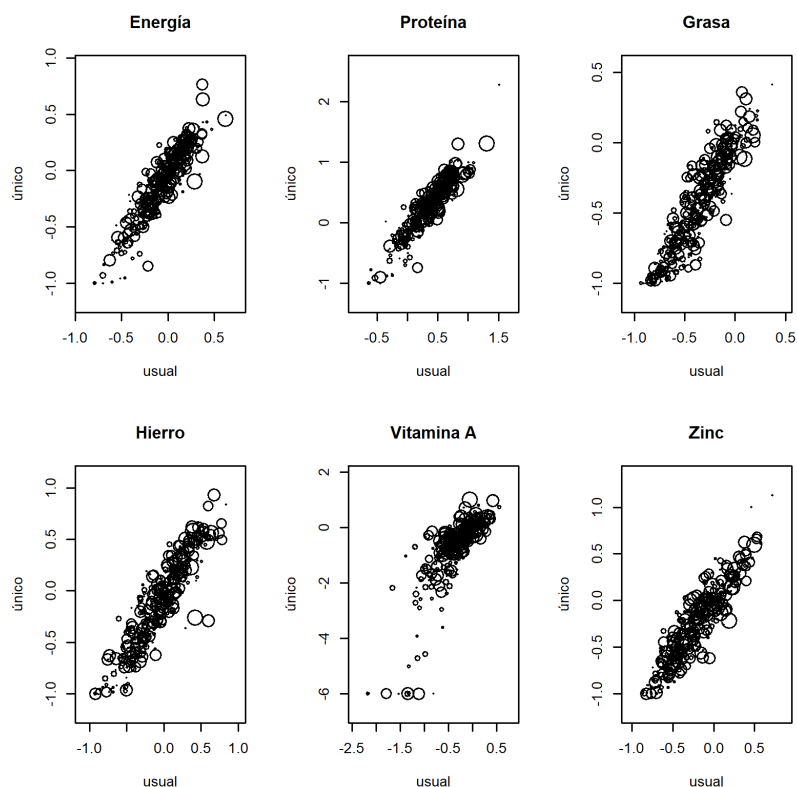 Energía
Proteína
Grasa
1.0
0.5
0.0
-0.5
-1.0
único
-1.0 -0.5 0.0 0.5
usual
2
1
0
-1
único
-0.5 0.5 1.5
usual
0.5
0.0
-0.5
-1.0
único
-1.0 -0.5 0.0 0.5
usual
Hierro
Vitamina A
Zinc
1.0
0.5
0.0
-0.5
-1.0
único
-1.0 0.0 0.5 1.0
usual
2
0
-2
-4
-6
único
-2.5 -1.5 -0.5 0.5
usual
1.0
0.5
0.0
-0.5
-1.0
único
-1.0 -0.5 0.0 0.5
usual